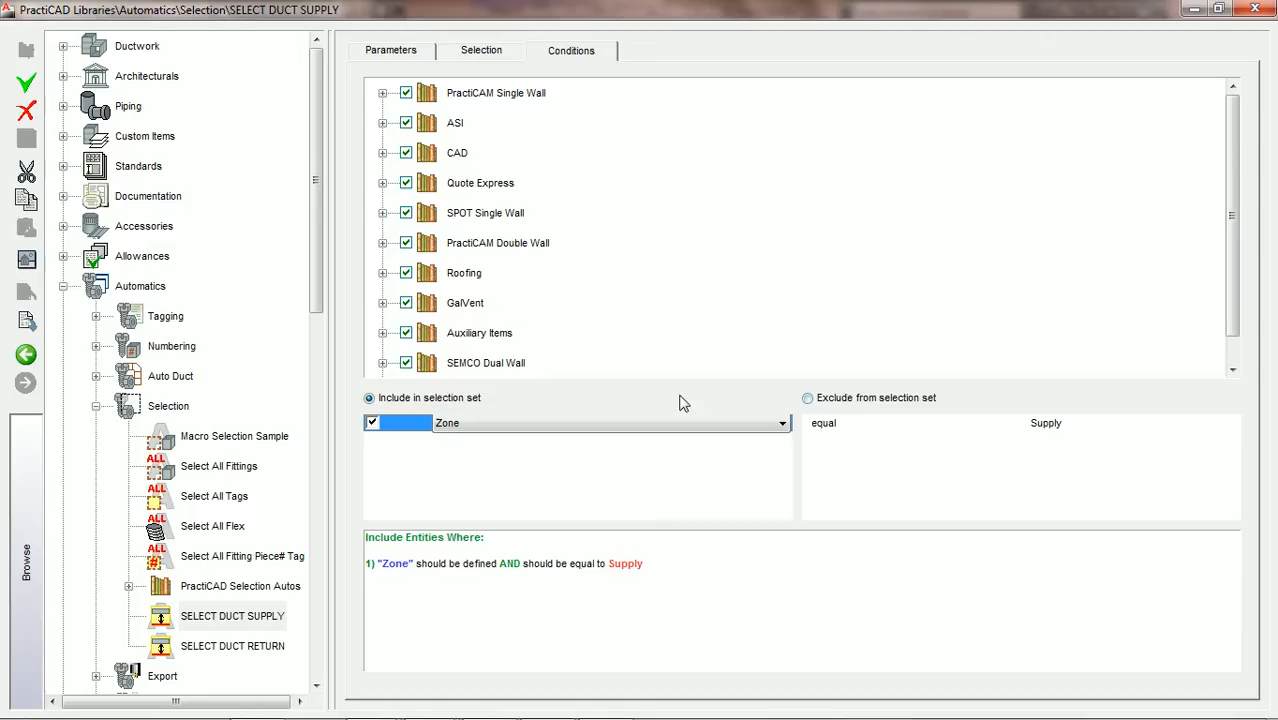 PractiCAD Libraries\Automatics\Selection\SELECT DUCT SUPPLY
Ductwork
Architecturals
Piping
Custom Items
Standards
Documentation
Accessories
Allowances
Automatics
Tagging
Numbering
Auto Duct
Selection
Macro Selection Sample
Select All Fittings
Select All Tags
Select All Flex
Select All Fitting Piece# Tag
PractiCAD Selection Autos
SELECT DUCT SUPPLY
SELECT DUCT RETURN
Export
Browse
Parameters
Selection
Conditions
PractiCAM Single Wall
ASI
CAD
Quote Express
SPOT Single Wall
PractiCAM Double Wall
Roofing
GalVent
Auxiliary Items
SEMCO Dual Wall
Include in selection set
Exclude from selection set
Zone
equal
Supply
Include Entities Where:
1) "Zone" should be defined AND should be equal to Supply